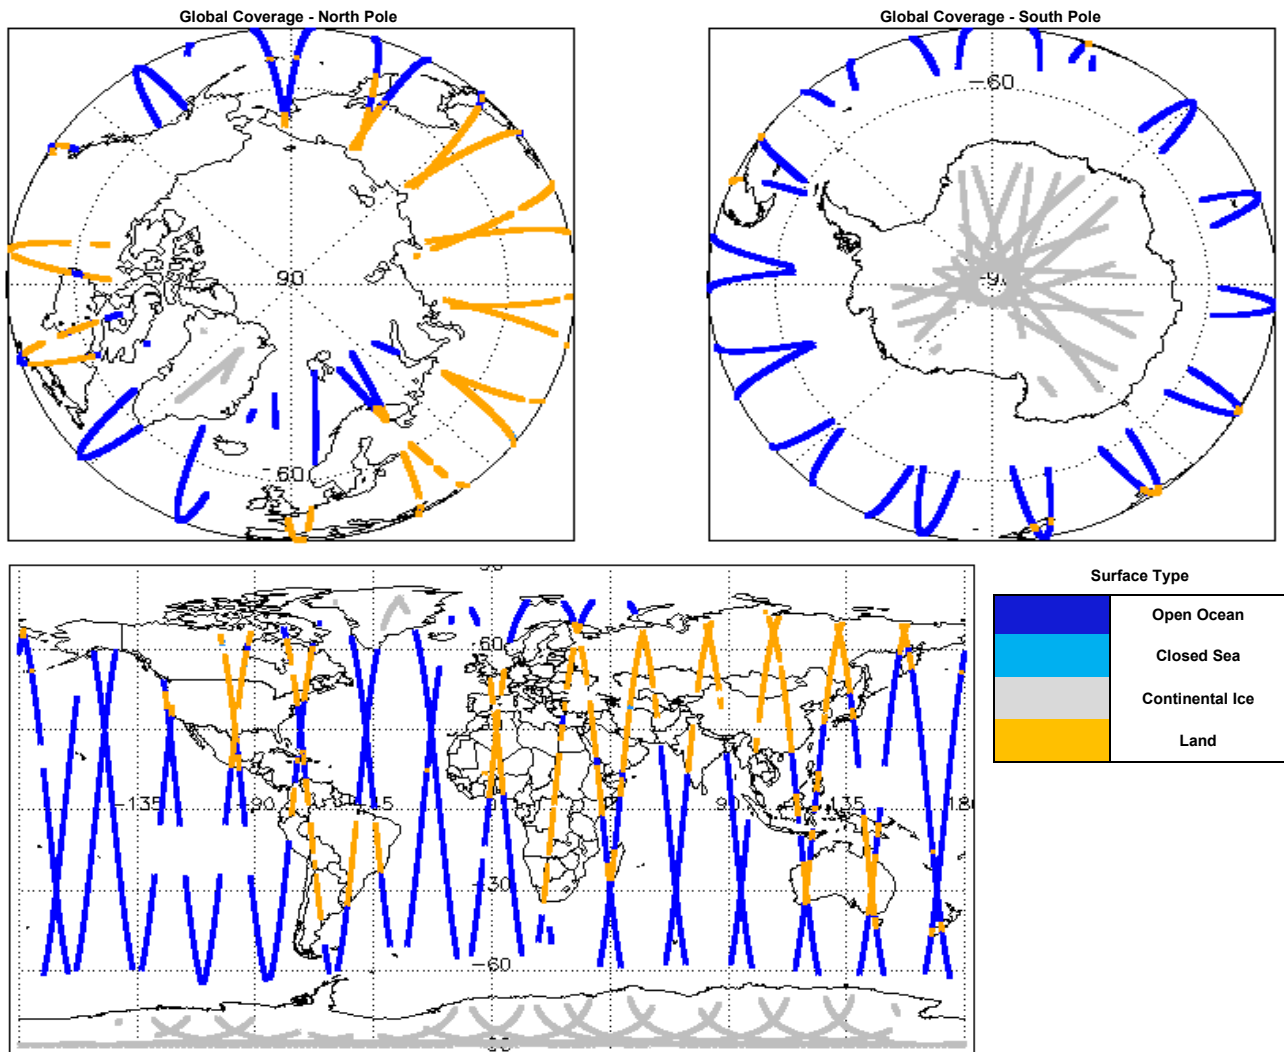 Global Coverage - North Pole
Global Coverage - South Pole
90
60
-60
60
-135
-90
-45
90
135
180
-30
-60
Surface Type
Open Ocean
Closed Sea
Continental Ice
Land